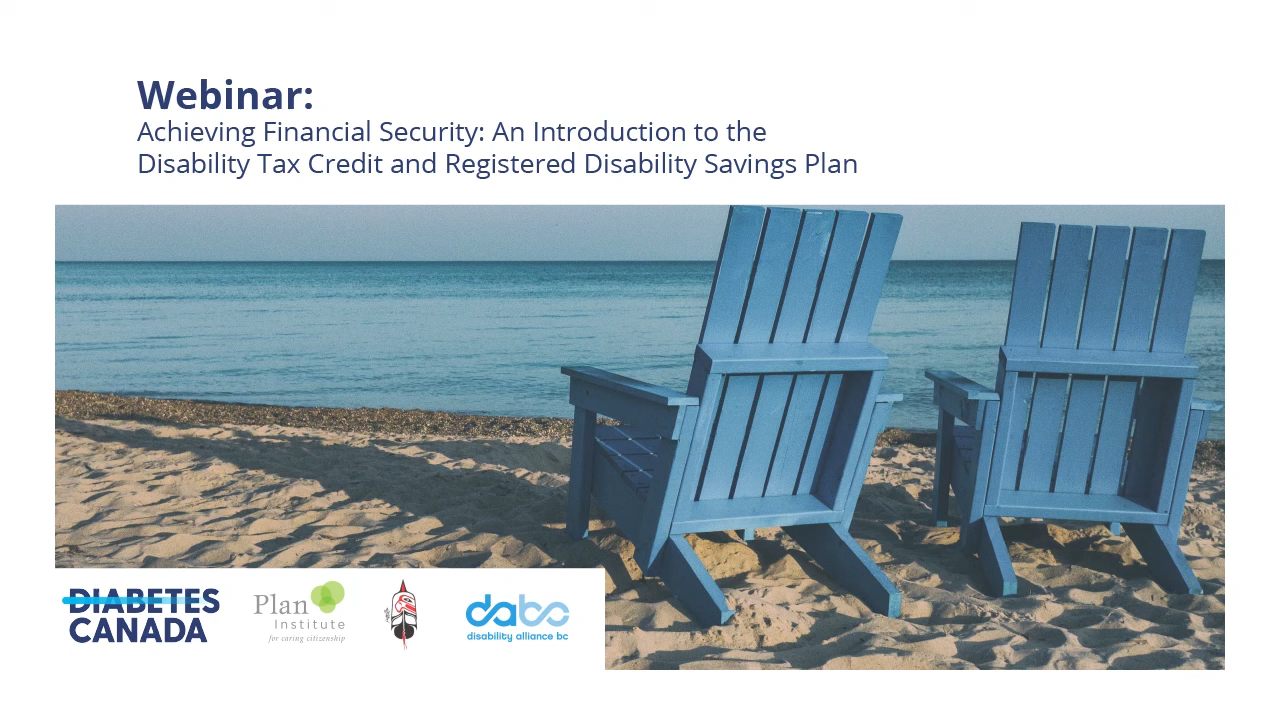 Webinar:
Achieving Financial Security: An Introduction to the
Disability Tax Credit and Registered Disability Savings Plan
DIABETES
CANADA
Plan
Institute
for caring citizenship
dabc
disability alliance bc